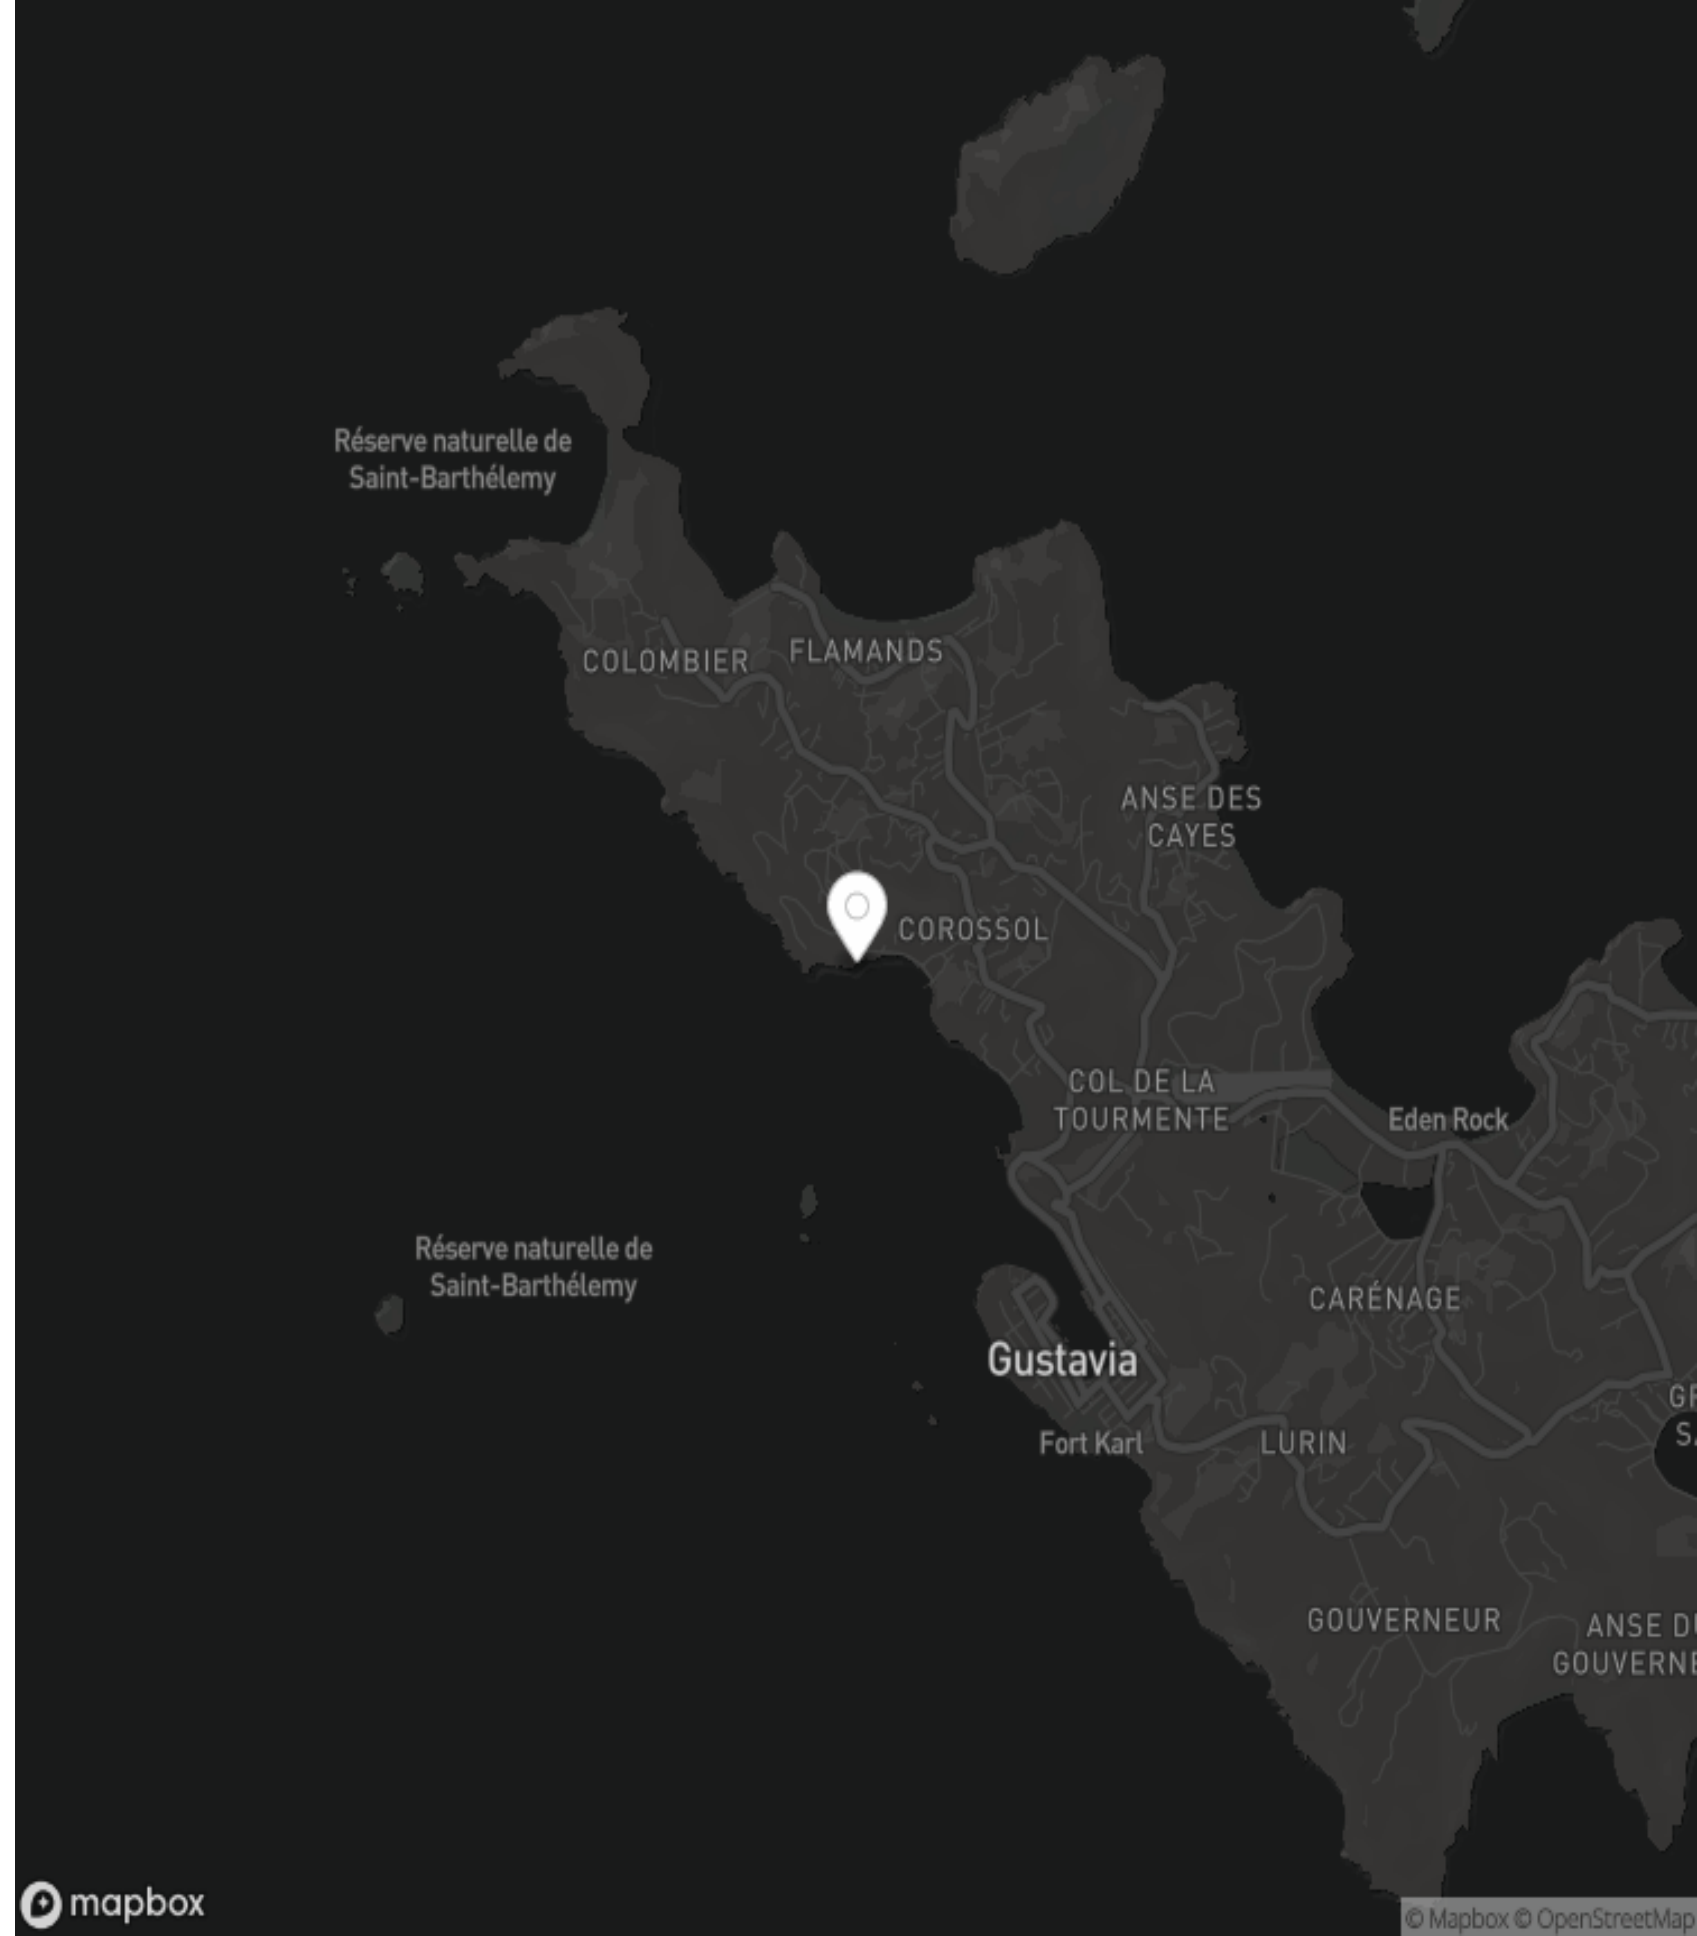 Réserve naturelle de
Saint-Barthélemy
COLOMBIER
FLAMANDS
ANSE DES
CAYES
COROSSOL
COL DE LA
TOURMENTE
Eden Rock
Réserve naturelle de
Saint-Barthélemy
CARÉNAGE
Gustavia
Fort Karl
LURIN
GOUVERNEUR
ANSE
mapbox
© Mapbox © OpenStreetMap